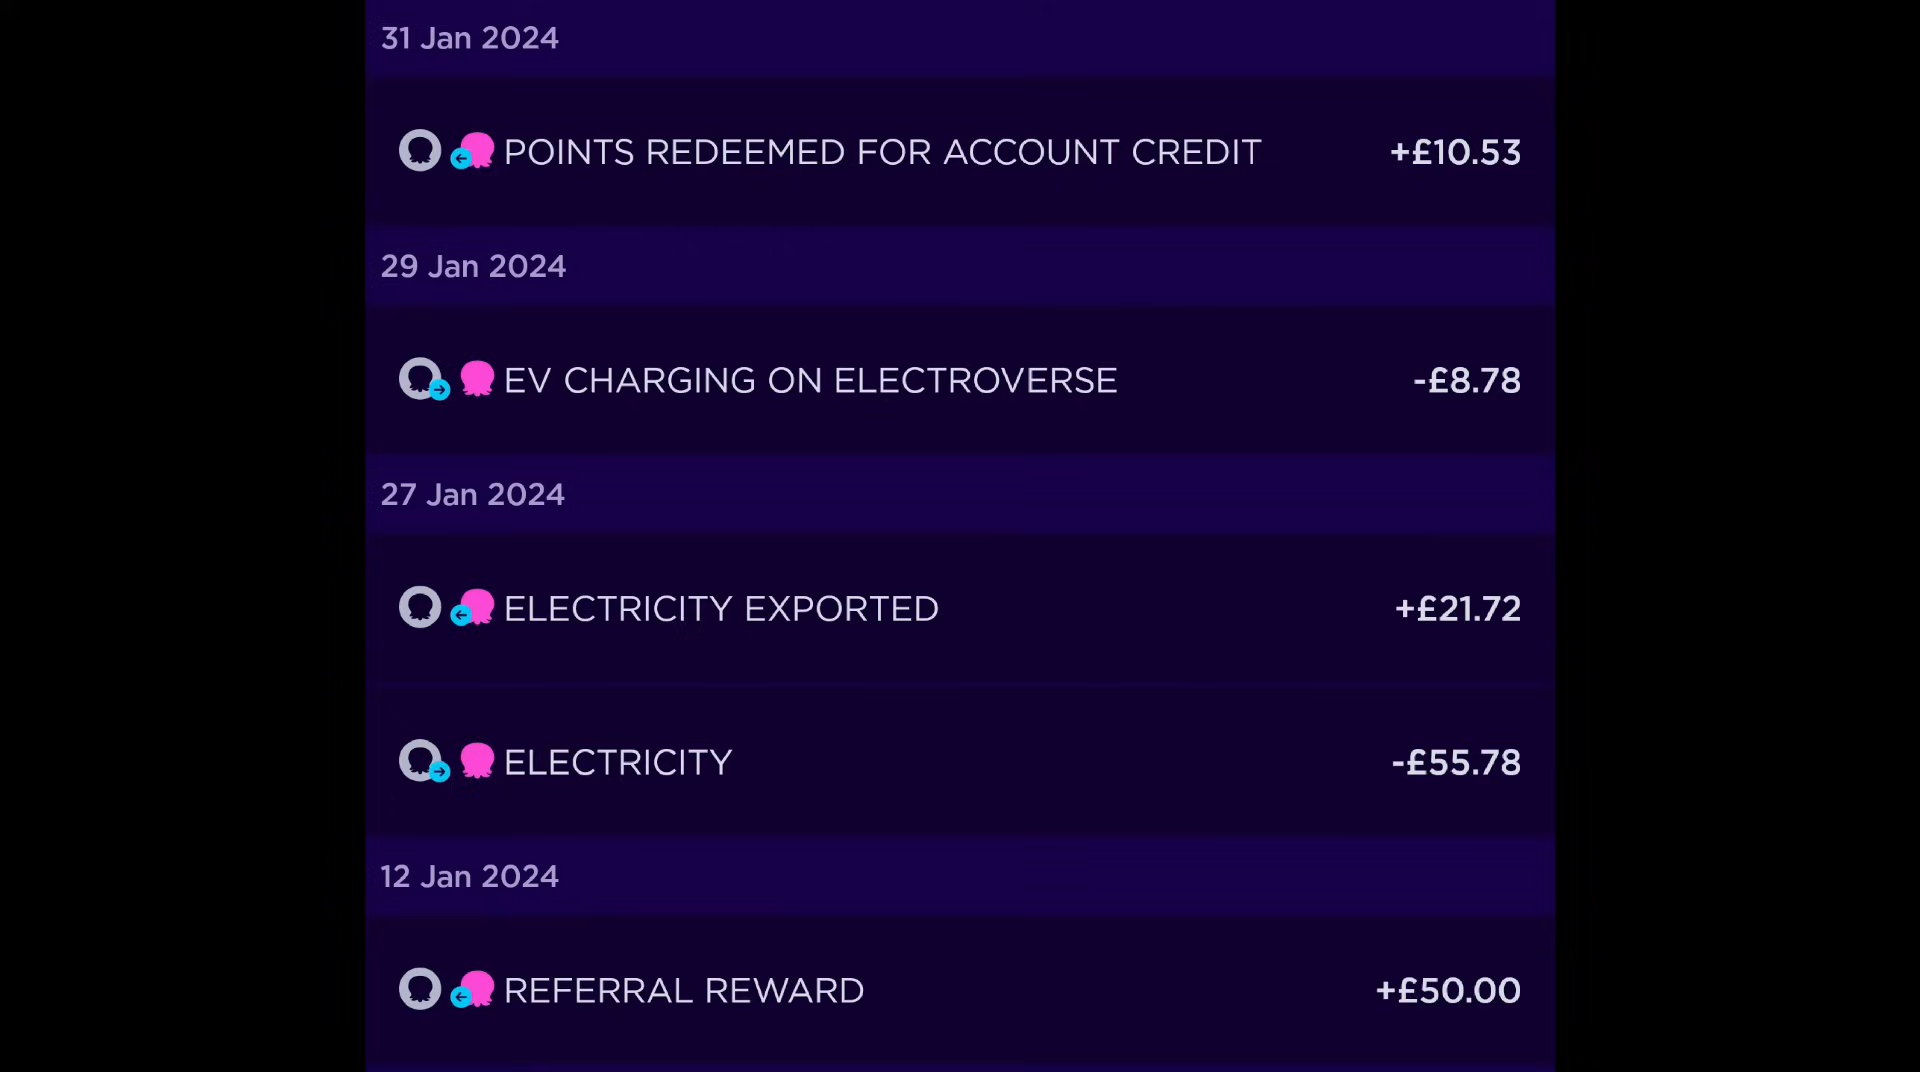 31 Jan 2024
POINTS REDEEMED FOR ACCOUNT CREDIT +£10.53
29 Jan 2024
EV CHARGING ON ELECTROVERSE -£8.78
27 Jan 2024
ELECTRICITY EXPORTED +£21.72
ELECTRICITY -£55.78
12 Jan 2024
REFERRAL REWARD +£50.00